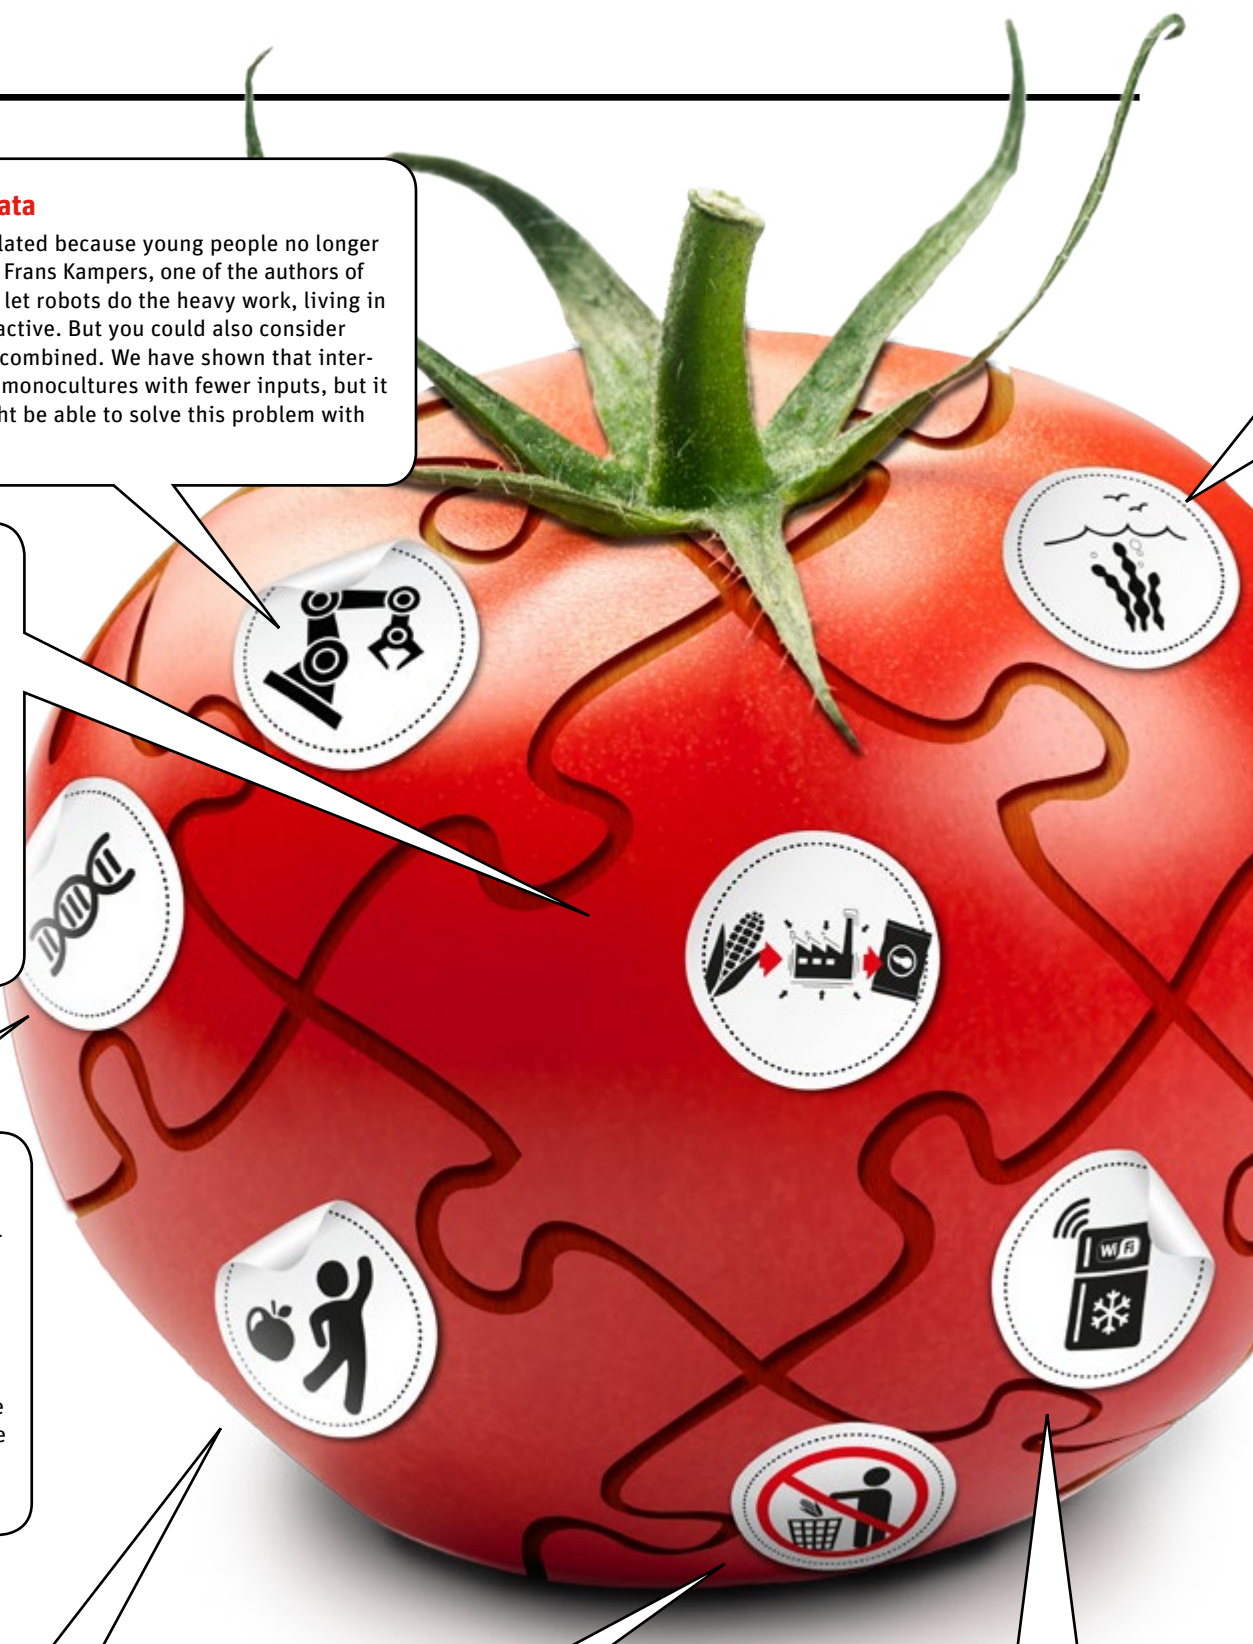 ata
lated because young people no longer
Frans Kampers, one of the authors of
let robots do the heavy work, living in
active. But you could also consider
combined. We have shown that inter-
monocultures with fewer inputs, but it
ht be able to solve this problem with
Wi Fi
e
e